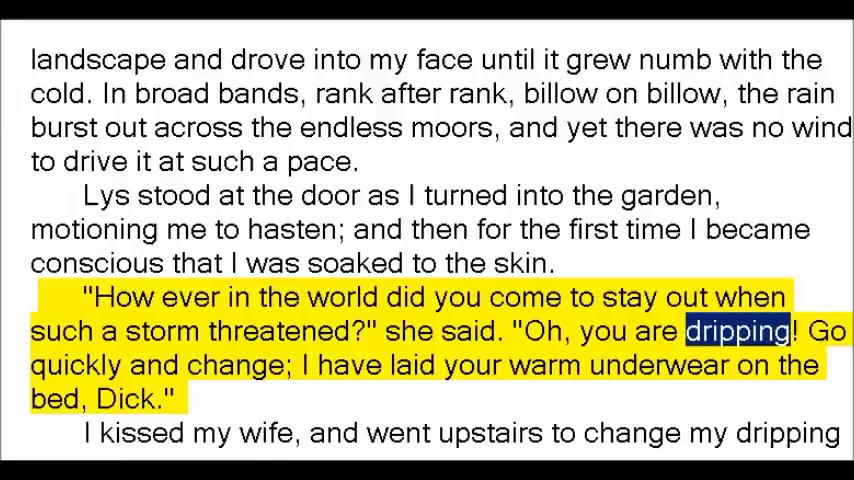 landscape and drove into my face until it grew numb with the
cold. In broad bands, rank after rank, billow on billow, the rain
burst out across the endless moors, and yet there was no wind
to drive it at such a pace.
Lys stood at the door as I turned into the garden,
motioning me to hasten; and then for the first time I became
conscious that I was soaked to the skin.
"How ever in the world did you come to stay out when
such a storm threatened?" she said. "Oh, you are dripping! Go
quickly and change; I have laid your warm underwear on the
bed, Dick."
I kissed my wife, and went upstairs to change my dripping